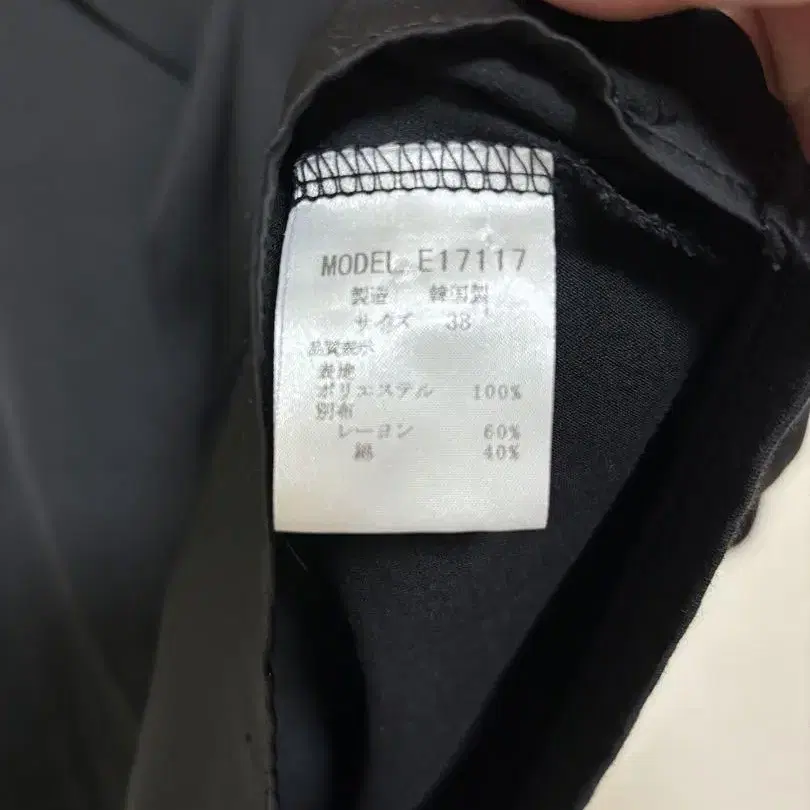 MODEL E17117
製造 韓国製
サイズ 38
品質表示
表地
ポリエステル 100%
別布
レーヨン 60%
綿 40%